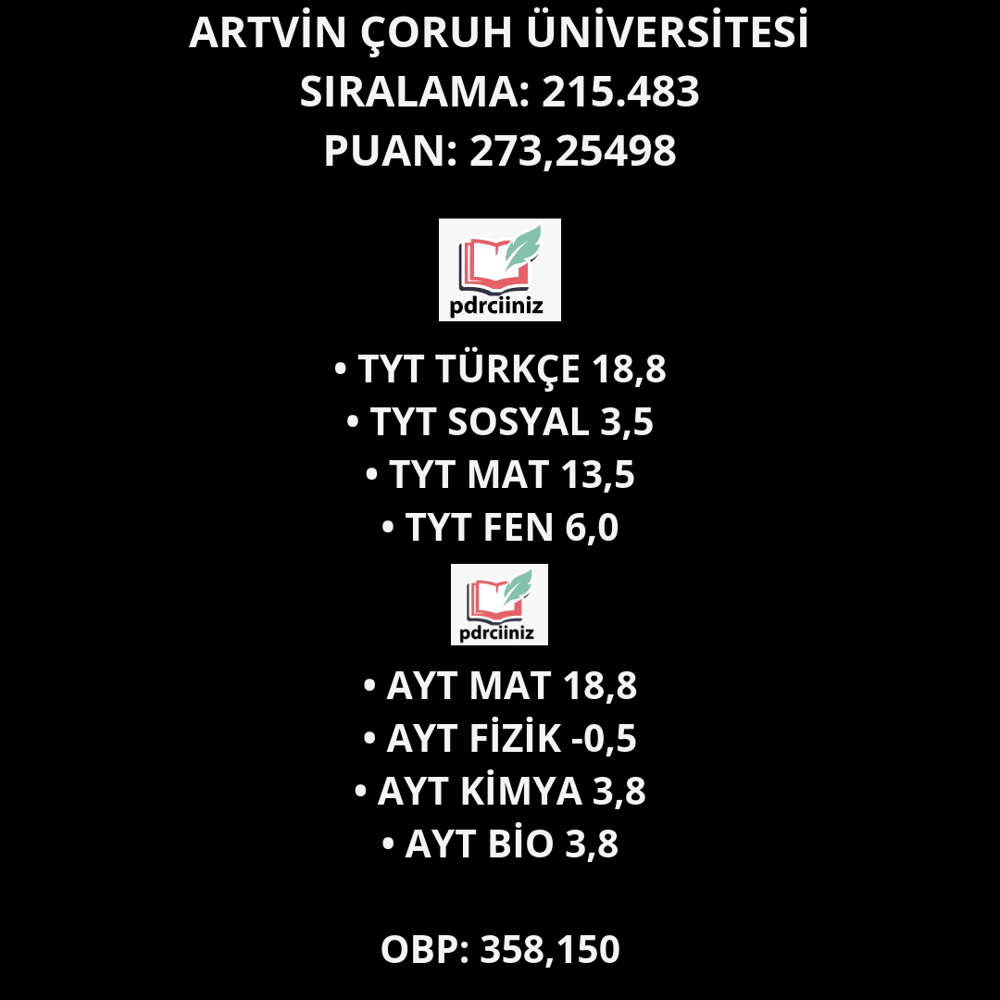 ARTVİN ÇORUH ÜNİVERSİTESİ
SIRALAMA: 215.483
PUAN: 273,25498
pdrciiniz
• TYT TÜRKÇE 18,8
• TYT SOSYAL 3,5
• TYT MAT 13,5
• TYT FEN 6,0
pdrciiniz
• AYT MAT 18,8
• AYT FİZİK -0,5
• AYT KİMYA 3,8
• AYT BİO 3,8
OBP: 358,150